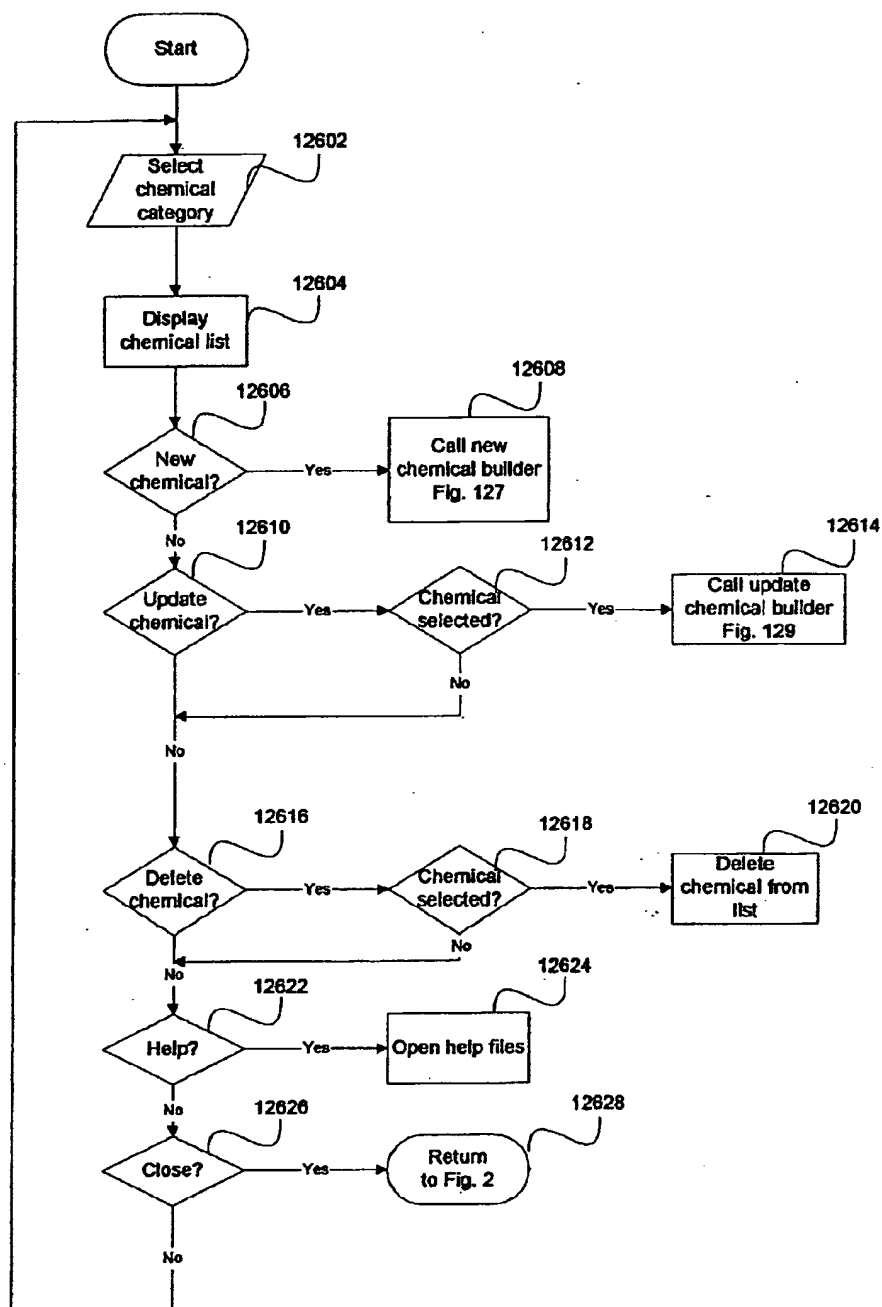 Start
12602
Select
chemical
category
12604
Display
chemical list
12606
New
chemical?
Yes
12608
Call new
chemical builder
Fig. 127
No
12610
Update
chemical?
Yes
12612
Chemical
selected?
Yes
12614
Call update
chemical builder
Fig. 129
No
No
12616
Delete
chemical?
Yes
12618
Chemical
selected?
Yes
12620
Delete
chemical from
list
No
No
12622
Help?
Yes
12624
Open help files
No
12626
Close?
Yes
12628
Return
to Fig. 2
No